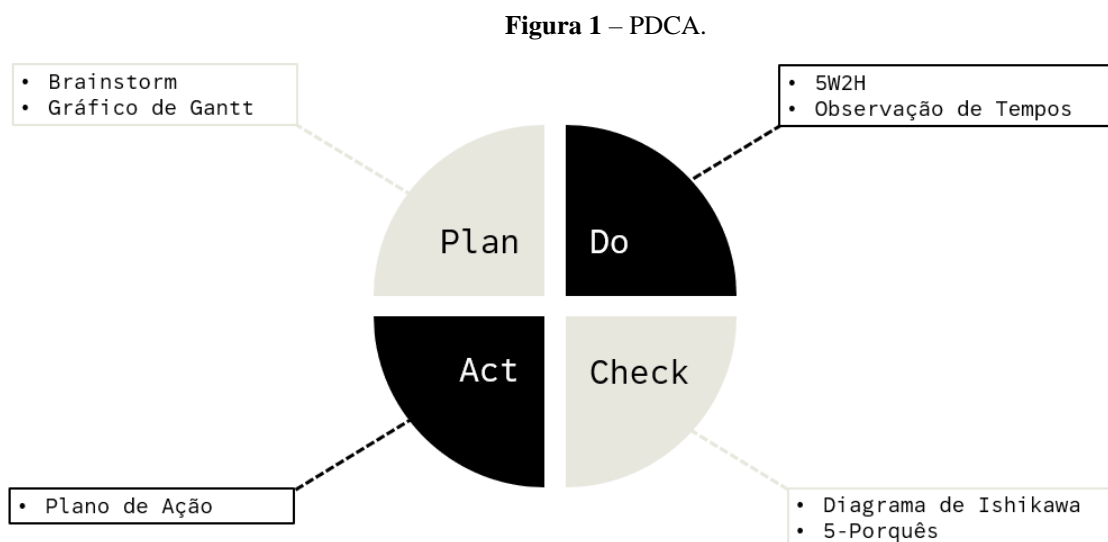 Figura 1 – PDCA.
• Brainstorm
• Gráfico de Gantt
• 5W2H
• Observação de Tempos
Plan
Do
Act
Check
• Plano de Ação
• Diagrama de Ishikawa
• 5-Porquês